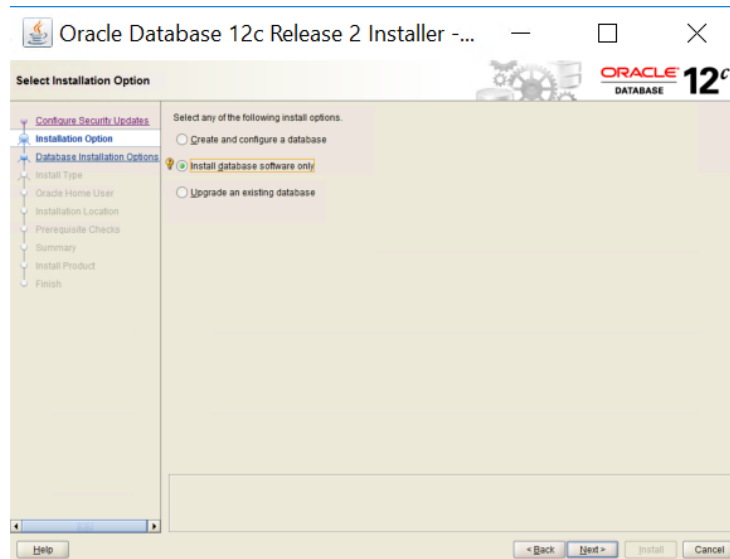 Oracle Database 12c Release 2 Installer -...
Select Installation Option
ORACLE
DATABASE
12c
Configure Security Updates
Installation Option
Database Installation Options
Install Type
Oracle Home User
Installation Location
Prerequisite Checks
Summary
Install Product
Finish
Select any of the following install options.
Create and configure a database
Install database software only
Upgrade an existing database
Help
< Back
Next >
Install
Cancel